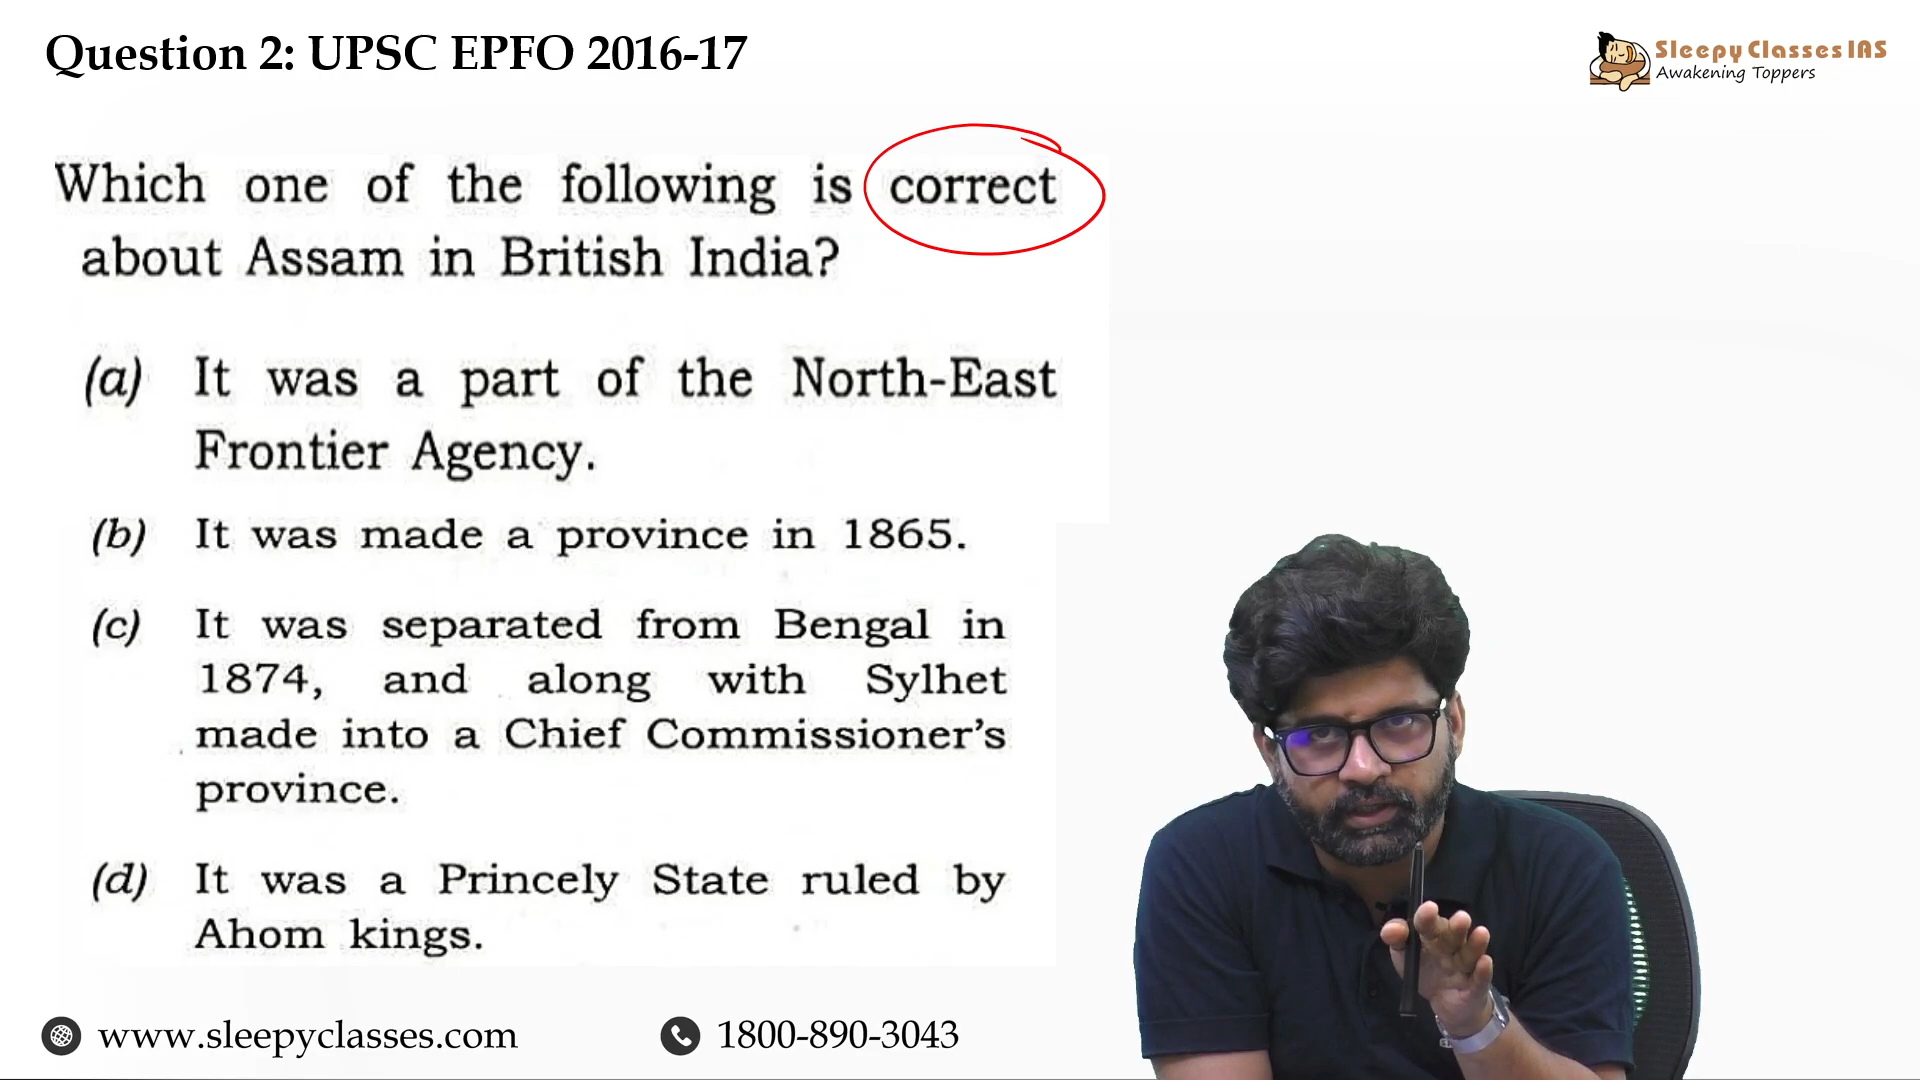 Question 2: UPSC EPFO 2016-17
Sleepy Classes IAS
Awakening Toppers
Which one of the following is correct
about Assam in British India?
(a) It was a part of the North-East
Frontier Agency.
(b) It was made a province in 1865.
(c) It was separated from Bengal in
1874, and along with Sylhet
made into a Chief Commissioner's
province.
(d) It was a Princely State ruled by
Ahom kings.
www.sleepyclasses.com
1800-890-3043